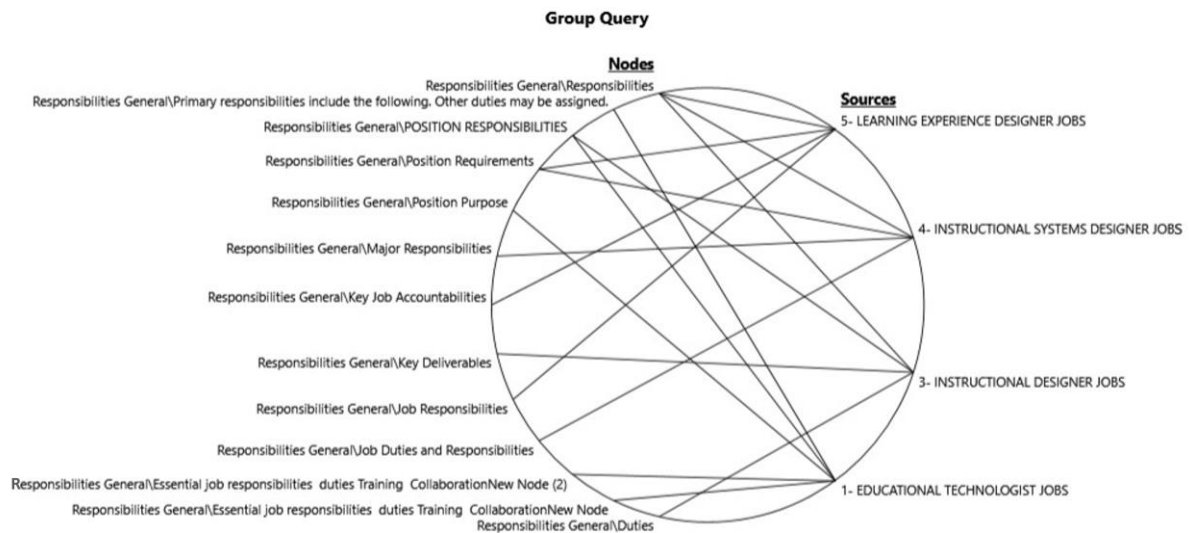 Group Query
Nodes
Responsibilities General\Responsibilities
Responsibilities General\Primary responsibilities include the following. Other duties may be assigned.
Responsibilities General\POSITION RESPONSIBILITIES
Responsibilities General\Position Requirements
Responsibilities General\Position Purpose
Responsibilities General\Major Responsibilities
Responsibilities General\Key Job Accountabilities
Responsibilities General\Key Deliverables
Responsibilities General\Job Responsibilities
Responsibilities General\Job Duties and Responsibilities
Responsibilities General\Essential job responsibilities  duties Training  CollaborationNew Node (2)
Responsibilities General\Essential job responsibilities  duties Training  CollaborationNew Node
Responsibilities General\Duties
Sources
5- LEARNING EXPERIENCE DESIGNER JOBS
4- INSTRUCTIONAL SYSTEMS DESIGNER JOBS
3- INSTRUCTIONAL DESIGNER JOBS
1- EDUCATIONAL TECHNOLOGIST JOBS